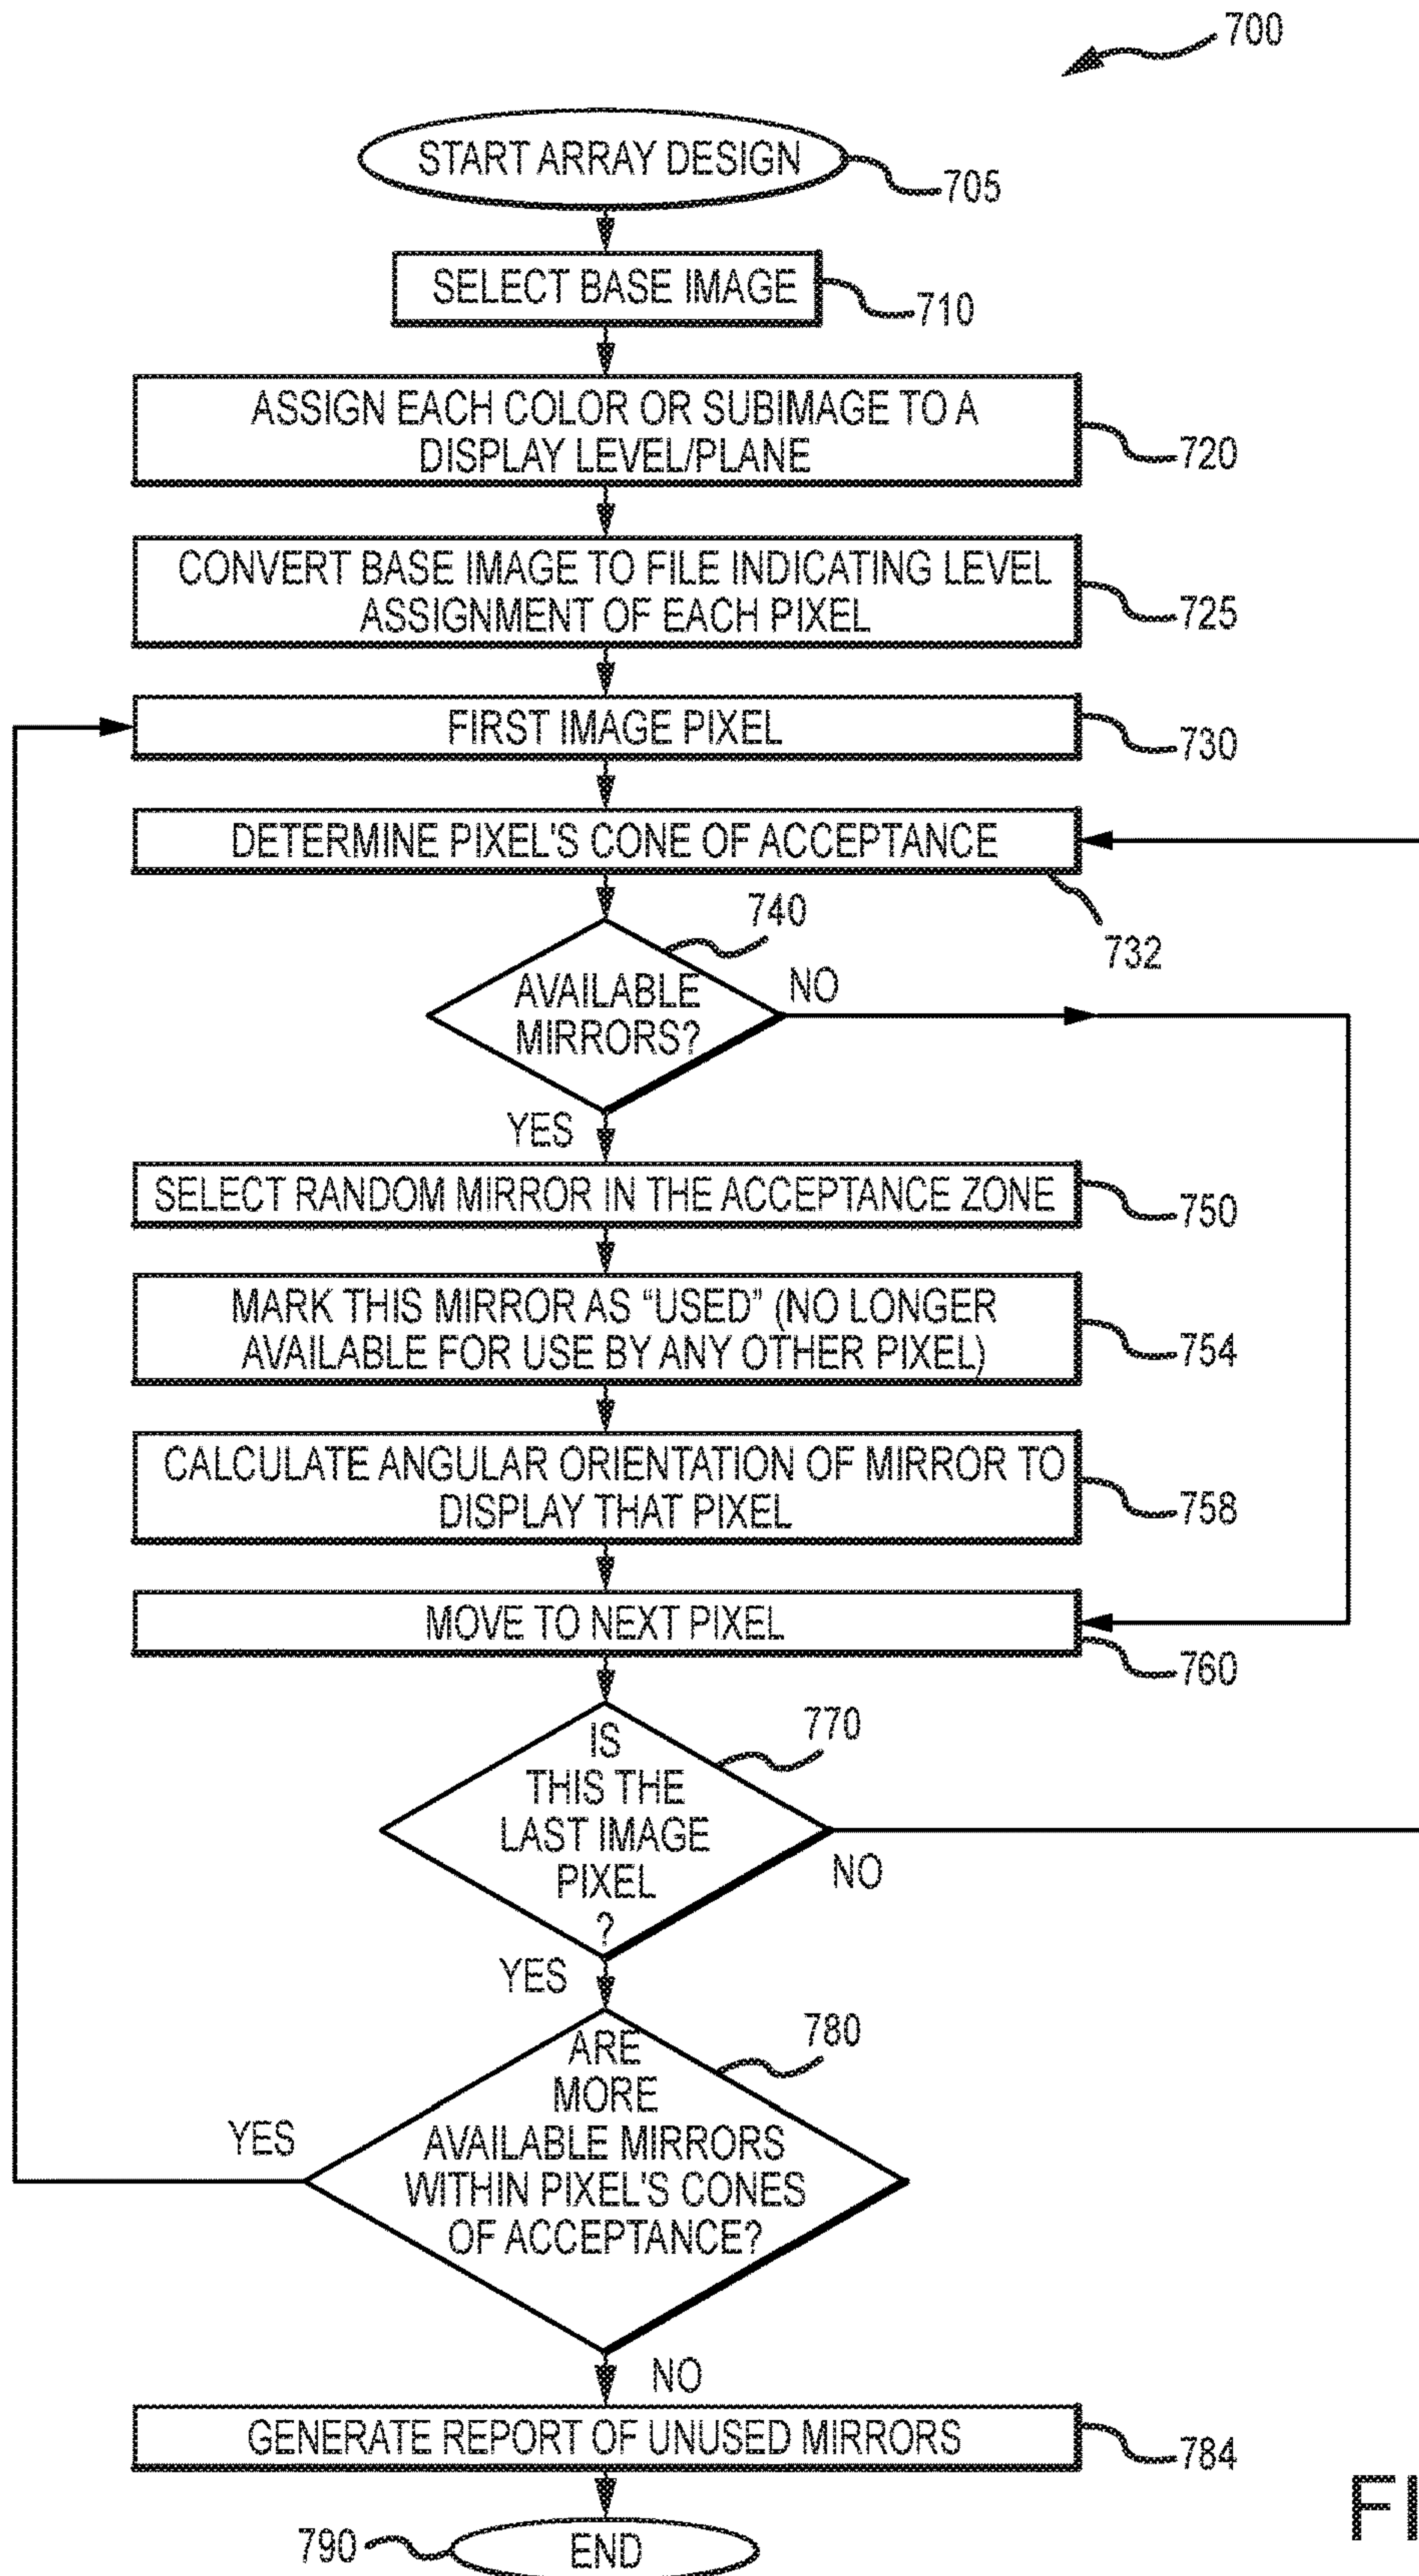 700
START ARRAY DESIGN
705
SELECT BASE IMAGE
710
ASSIGN EACH COLOR OR SUBIMAGE TO A
DISPLAY LEVEL/PLANE
720
CONVERT BASE IMAGE TO FILE INDICATING LEVEL
ASSIGNMENT OF EACH PIXEL
725
FIRST IMAGE PIXEL
730
DETERMINE PIXEL'S CONE OF ACCEPTANCE
732
740
AVAILABLE
MIRRORS?
NO
YES
SELECT RANDOM MIRROR IN THE ACCEPTANCE ZONE
750
MARK THIS MIRROR AS “USED” (NO LONGER
AVAILABLE FOR USE BY ANY OTHER PIXEL)
754
CALCULATE ANGULAR ORIENTATION OF MIRROR TO
DISPLAY THAT PIXEL
758
MOVE TO NEXT PIXEL
760
770
IS
THIS THE
LAST IMAGE
PIXEL
?
NO
YES
780
ARE
MORE
AVAILABLE MIRRORS
WITHIN PIXEL'S CONES
OF ACCEPTANCE?
YES
NO
GENERATE REPORT OF UNUSED MIRRORS
784
790
END
FI